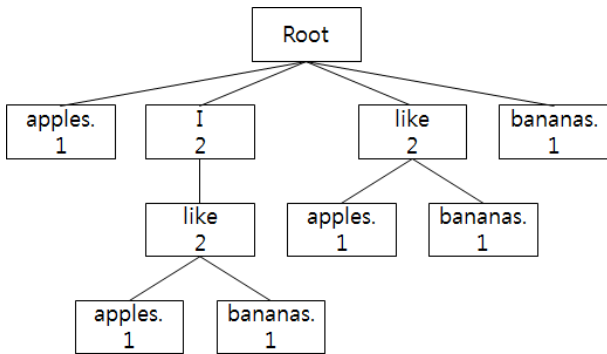 Root
apples. I like bananas.
1 2 2 1
like apples. bananas.
2 1 1
apples. bananas.
1 1